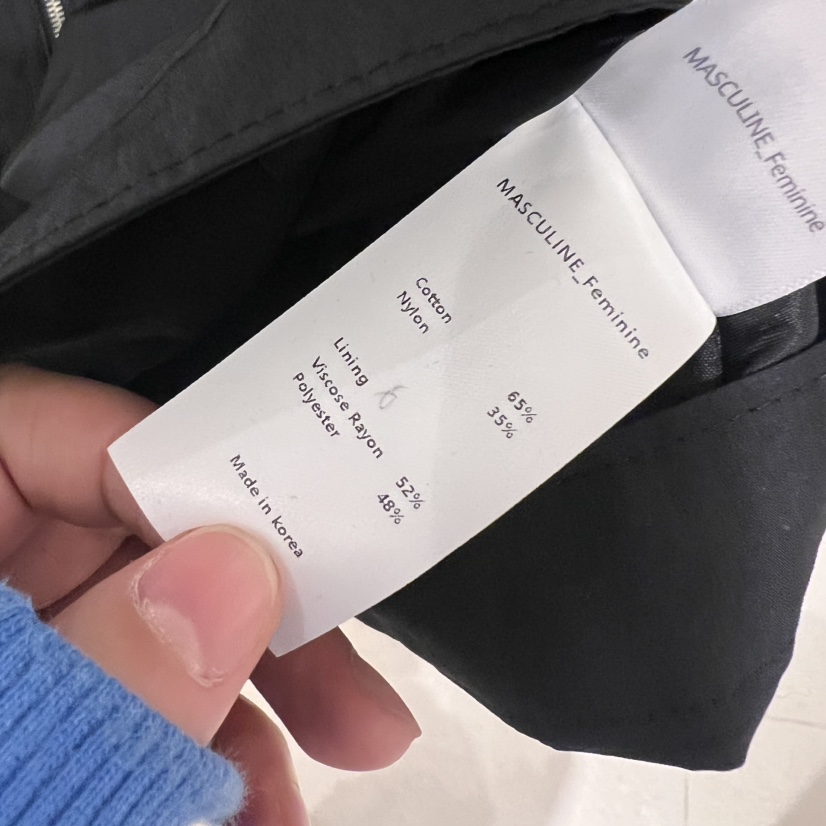 MASCULINE_Feminine
MASCULINE_Feminine
Cotton 65%
Nylon 35%
Lining
Viscose Rayon 52%
Polyester 48%
Made in korea